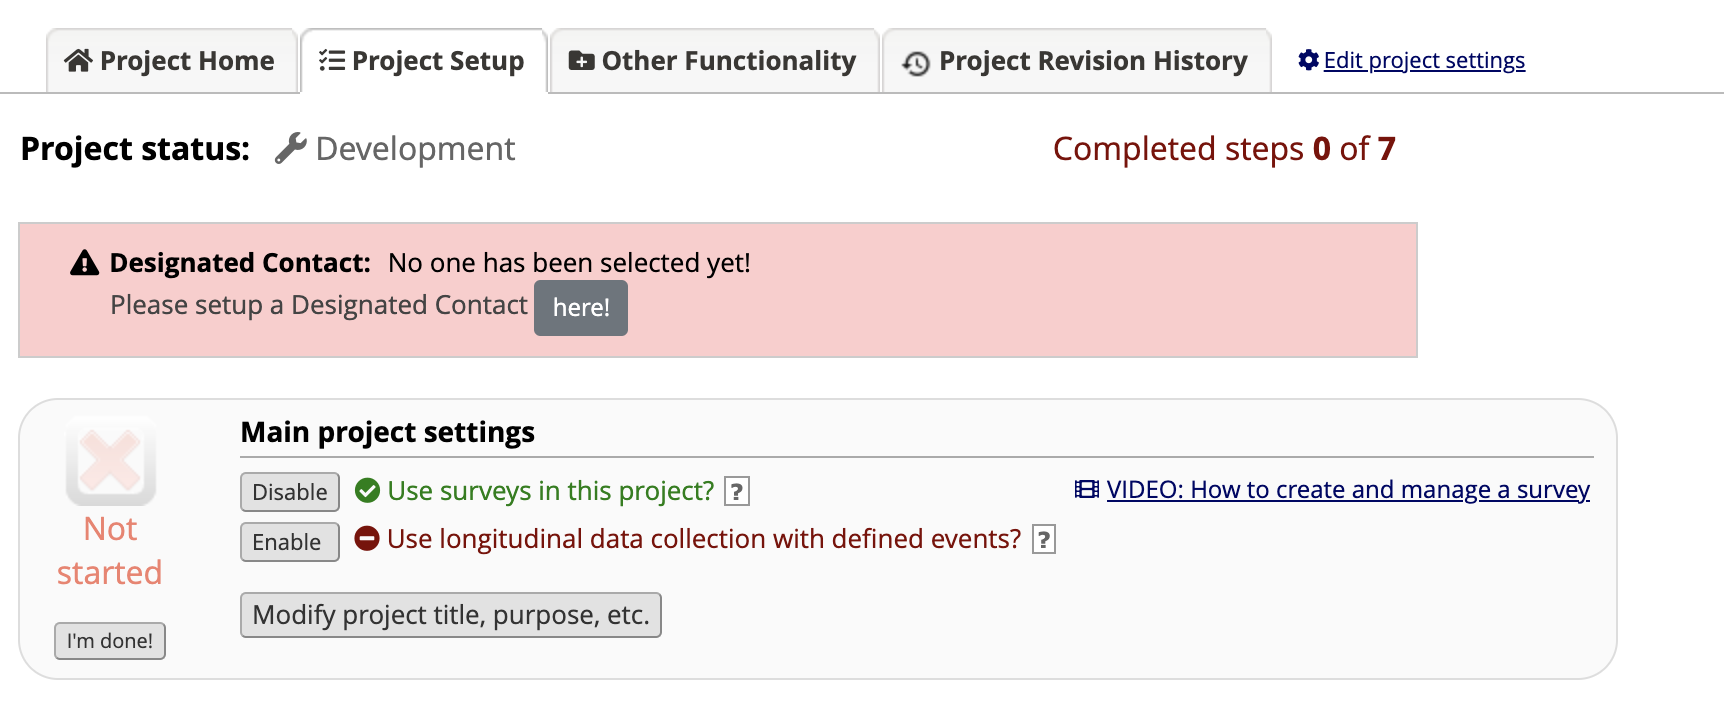 Project Home Project Setup Other Functionality Project Revision History Edit project settings
Project status: Development Completed steps 0 of 7
Designated Contact: No one has been selected yet!
Please setup a Designated Contact here!
Main project settings
Disable Use surveys in this project? ? VIDEO: How to create and manage a survey
Enable Use longitudinal data collection with defined events? ?
Not
started
Modify project title, purpose, etc.
I'm done!